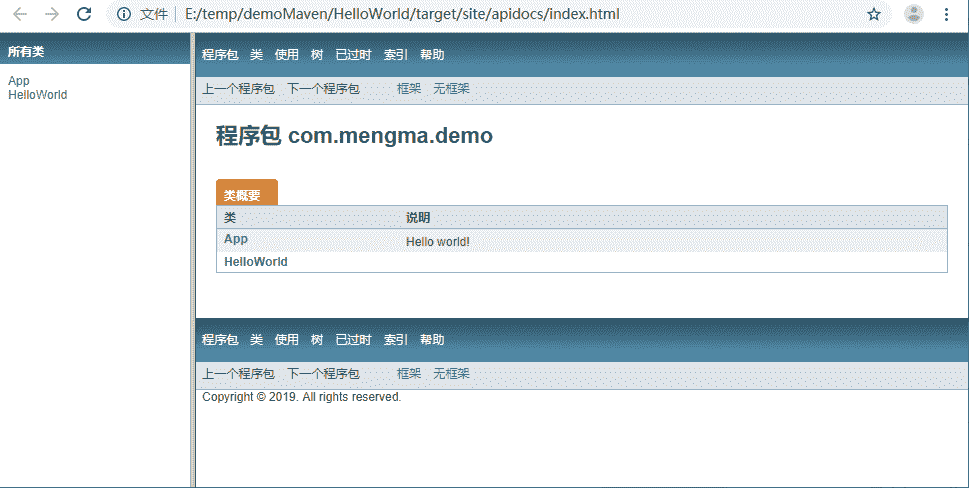 文件 E:/temp/demoMaven/HelloWorld/target/site/apidocs/index.html
所有类
App
HelloWorld
程序包 类 使用 树 已过时 索引 帮助
上一个程序包 下一个程序包 框架 无框架
程序包 com.mengma.demo
类概要
类 说明
App Hello world!
HelloWorld
程序包 类 使用 树 已过时 索引 帮助
上一个程序包 下一个程序包 框架 无框架
Copyright © 2019. All rights reserved.